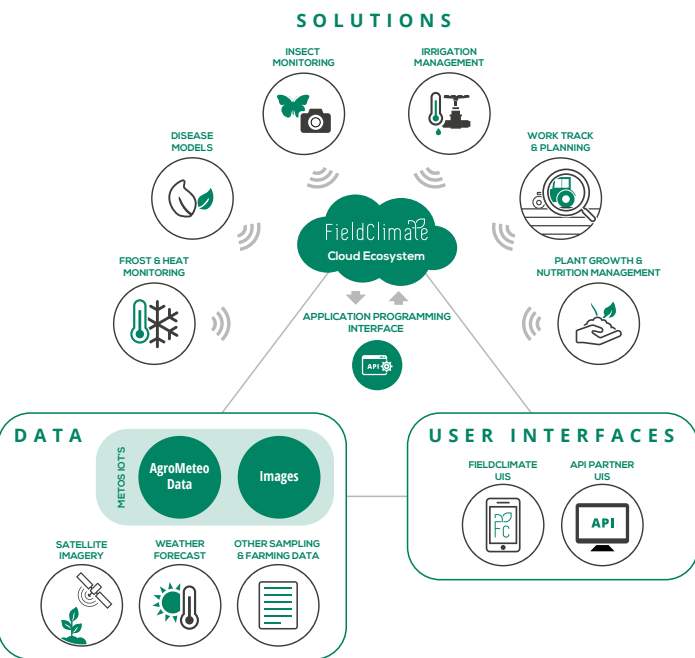 SOLUTIONS
INSECT
MONITORING
IRRIGATION
MANAGEMENT
DISEASE
MODELS
WORK TRACK
& PLANNING
FieldClimate
Cloud Ecosystem
FROST & HEAT
MONITORING
PLANT GROWTH &
NUTRITION MANAGEMENT
APPLICATION PROGRAMMING
INTERFACE
API
DATA
METOS IOT'S
AgroMeteo
Data
Images
SATELLITE
IMAGERY
WEATHER
FORECAST
OTHER SAMPLING
& FARMING DATA
USER INTERFACES
FIELDCLIMATE
UIS
API PARTNER
UIS
FC
API